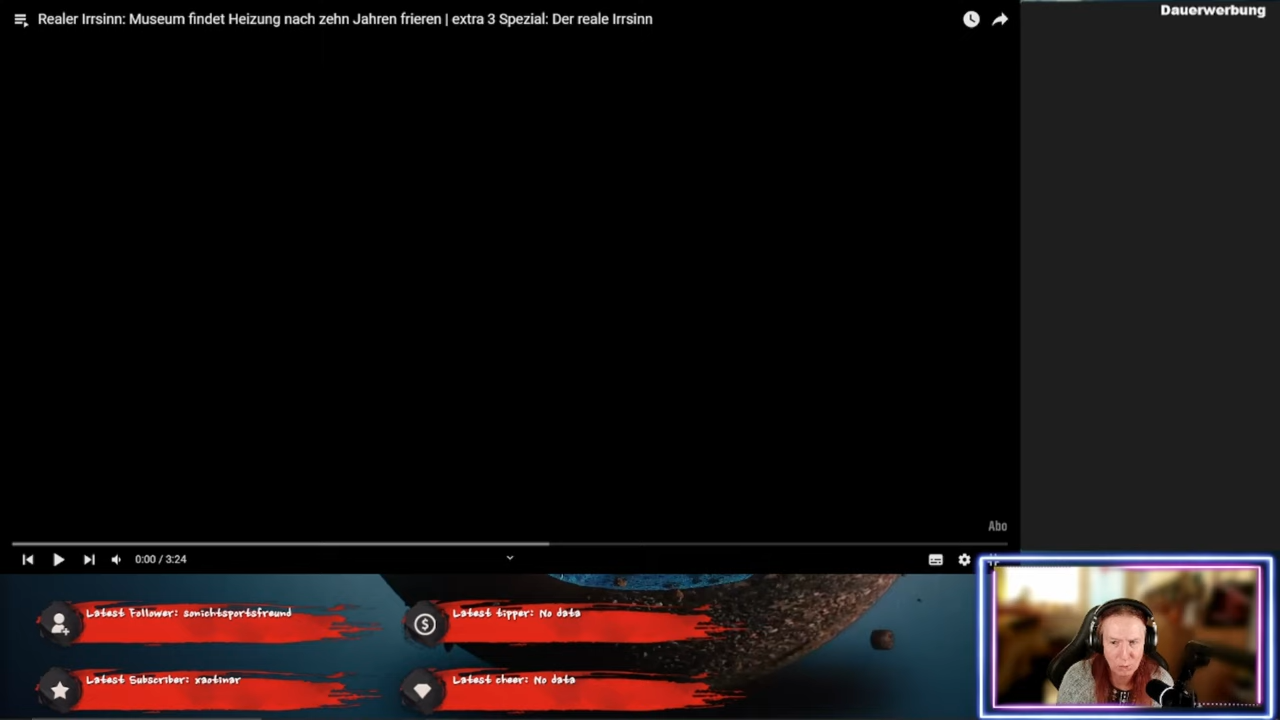 Realer Irrsinn: Museum findet Heizung nach zehn Jahren frieren | extra 3 Spezial: Der reale Irrsinn
Dauerwerbung
Abo
0:00 / 3:24
Latest Follower: sonichtsportsfreund
Latest tipper: No data
Latest Subscriber: xaotinar
Latest cheer: No data